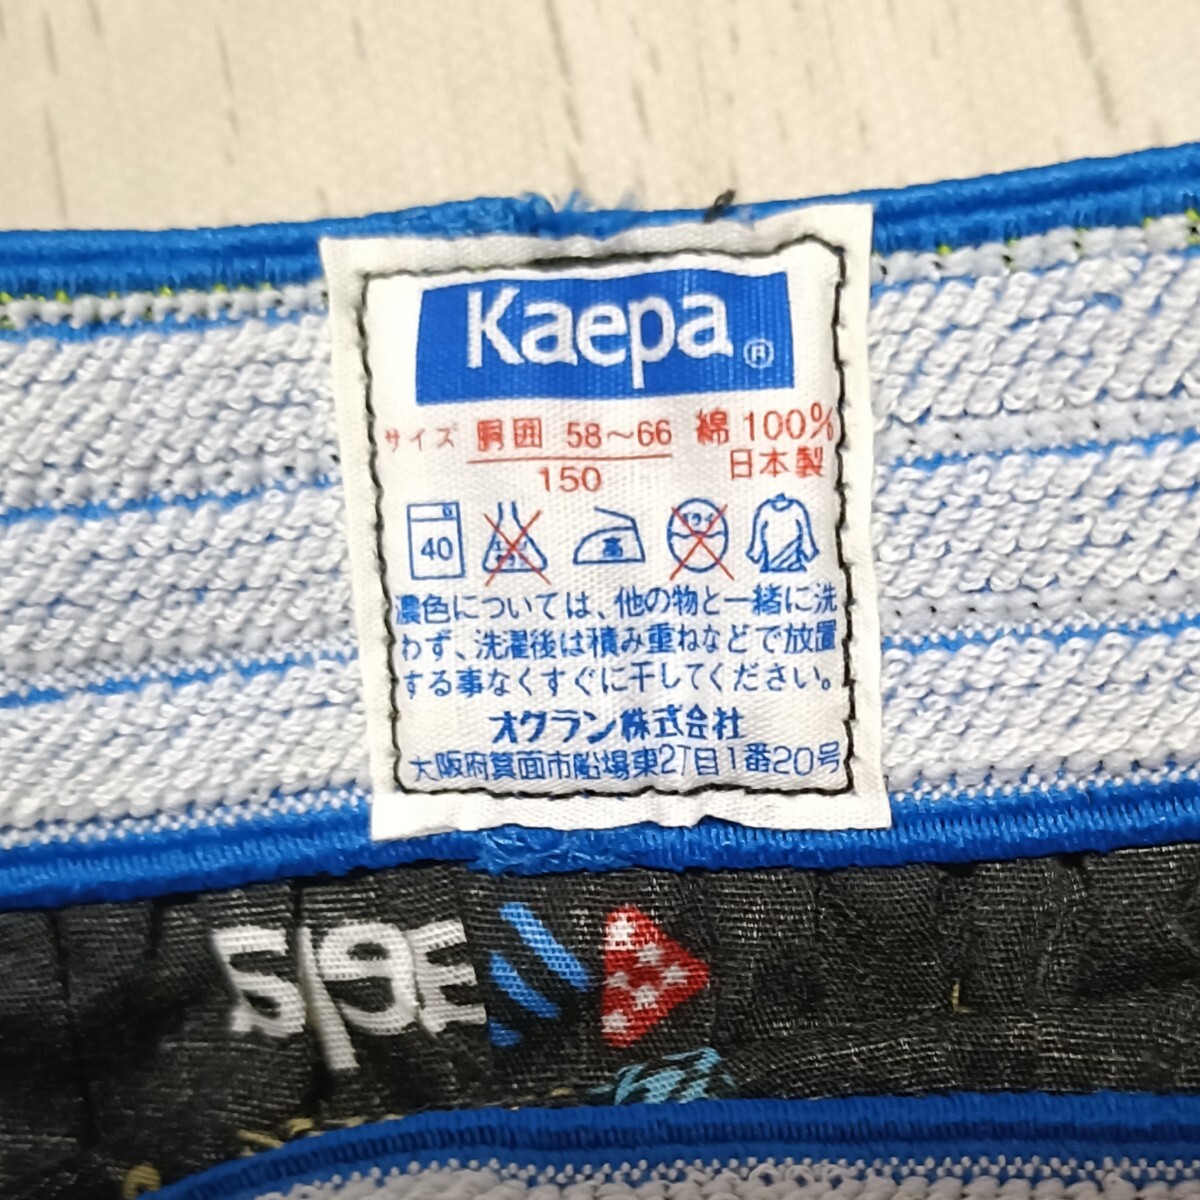 Kaepa®
サイズ 胴囲 58～66 綿 100%
150 日本製
40 高
濃色については、他の物と一緒に洗
わず、洗濯後は積み重ねなどで放置
する事なくすぐに干してください。
オクラン株式会社
大阪府箕面市船場東2丁目1番20号